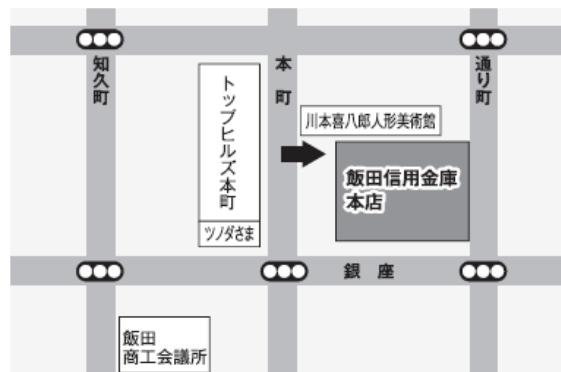 知久町
本町
通り町
トップヒルズ本町
川本喜八郎人形美術館
飯田信用金庫
本店
ツノダさま
銀座
飯田
商工会議所